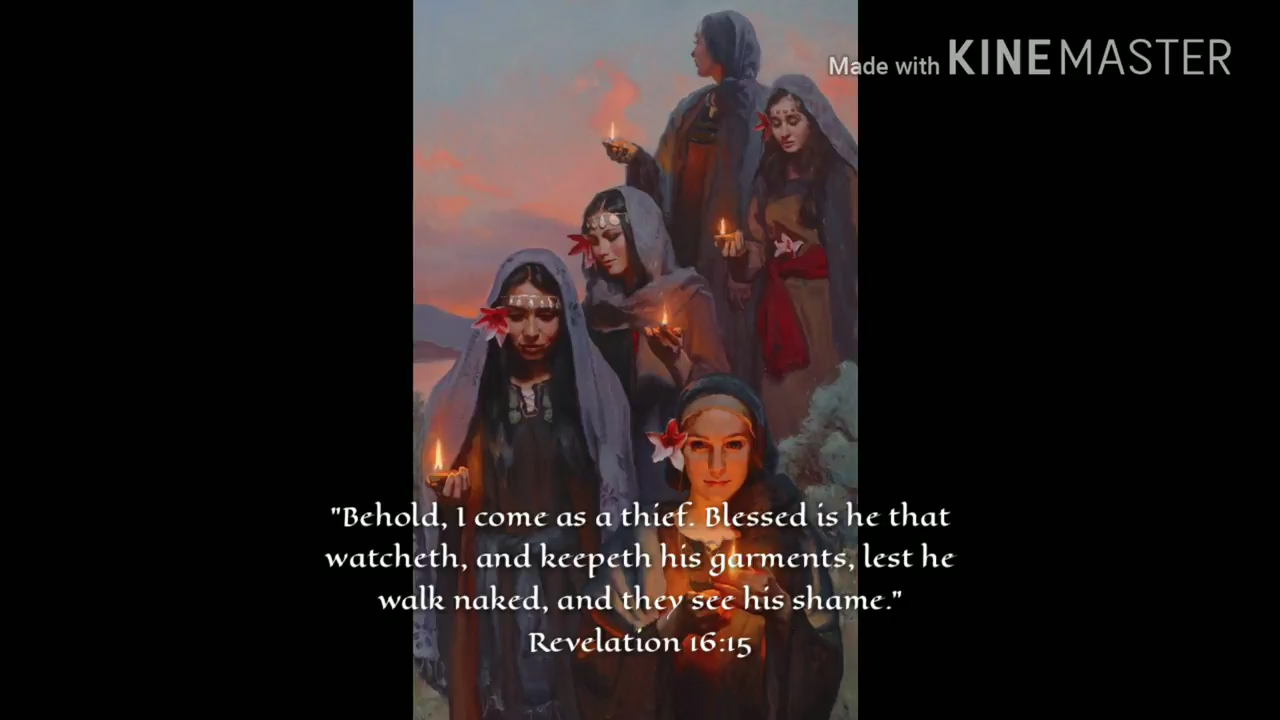 Made with KINEMASTER
"Behold, I come as a thief. Blessed is he that
watcheth, and keepeth his garments, lest he
walk naked, and they see his shame."
Revelation 16:15